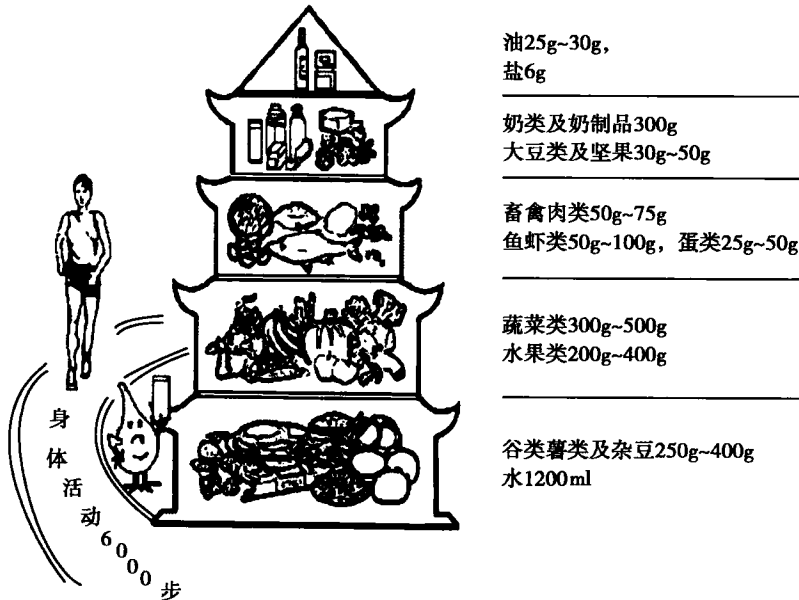 油25g~30g,
盐6g
奶类及奶制品300g
大豆类及坚果30g~50g
畜禽肉类50g~75g
鱼虾类50g~100g，蛋类25g~50g
蔬菜类300g~500g
水果类200g~400g
谷类薯类及杂豆250g~400g
水1200ml
身体活动6000步